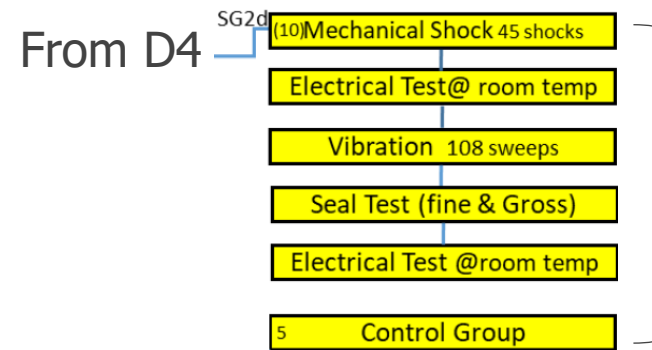 SG2d
From D4
(10)Mechanical Shock 45 shocks
Electrical Test@ room temp
Vibration 108 sweeps
Seal Test (fine & Gross)
Electrical Test @room temp
5 Control Group